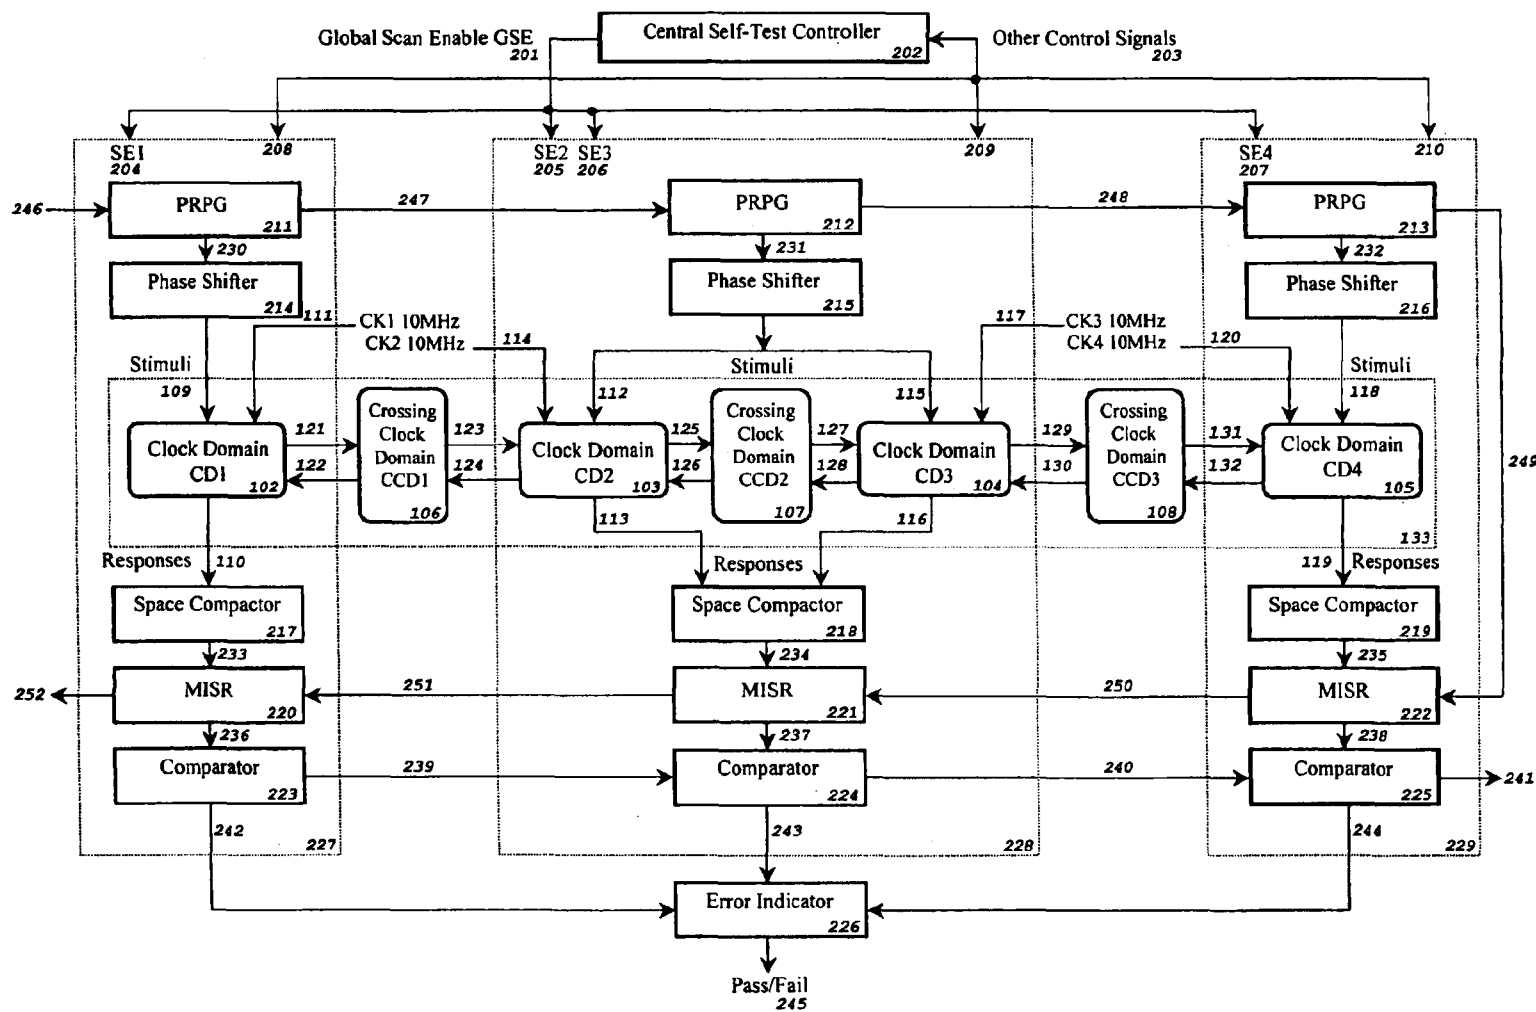 Global Scan Enable GSE
201
Central Self-Test Controller
202
Other Control Signals
203
SE1
204
208
SE2
205
SE3
206
209
SE4
207
210
246
PRPG
211
247
PRPG
212
248
PRPG
213
230
231
232
Phase Shifter
214
Phase Shifter
215
Phase Shifter
216
111
CK1 10MHz
CK2 10MHz
114
117
CK3 10MHz
CK4 10MHz
120
Stimuli
109
Stimuli
112
115
Stimuli
118
Clock Domain
CD1
102
121
122
Crossing
Clock
Domain
CCD1
106
123
124
Clock Domain
CD2
103
125
126
Crossing
Clock
Domain
CCD2
107
127
128
Clock Domain
CD3
104
129
130
Crossing
Clock
Domain
CCD3
108
131
132
Clock Domain
CD4
105
249
113
116
133
Responses
110
Responses
119
Responses
Space Compactor
217
Space Compactor
218
Space Compactor
219
233
234
235
252
MISR
220
251
MISR
221
250
MISR
222
236
237
238
Comparator
223
239
Comparator
224
240
Comparator
225
241
242
243
244
227
228
229
Error Indicator
226
Pass/Fail
245